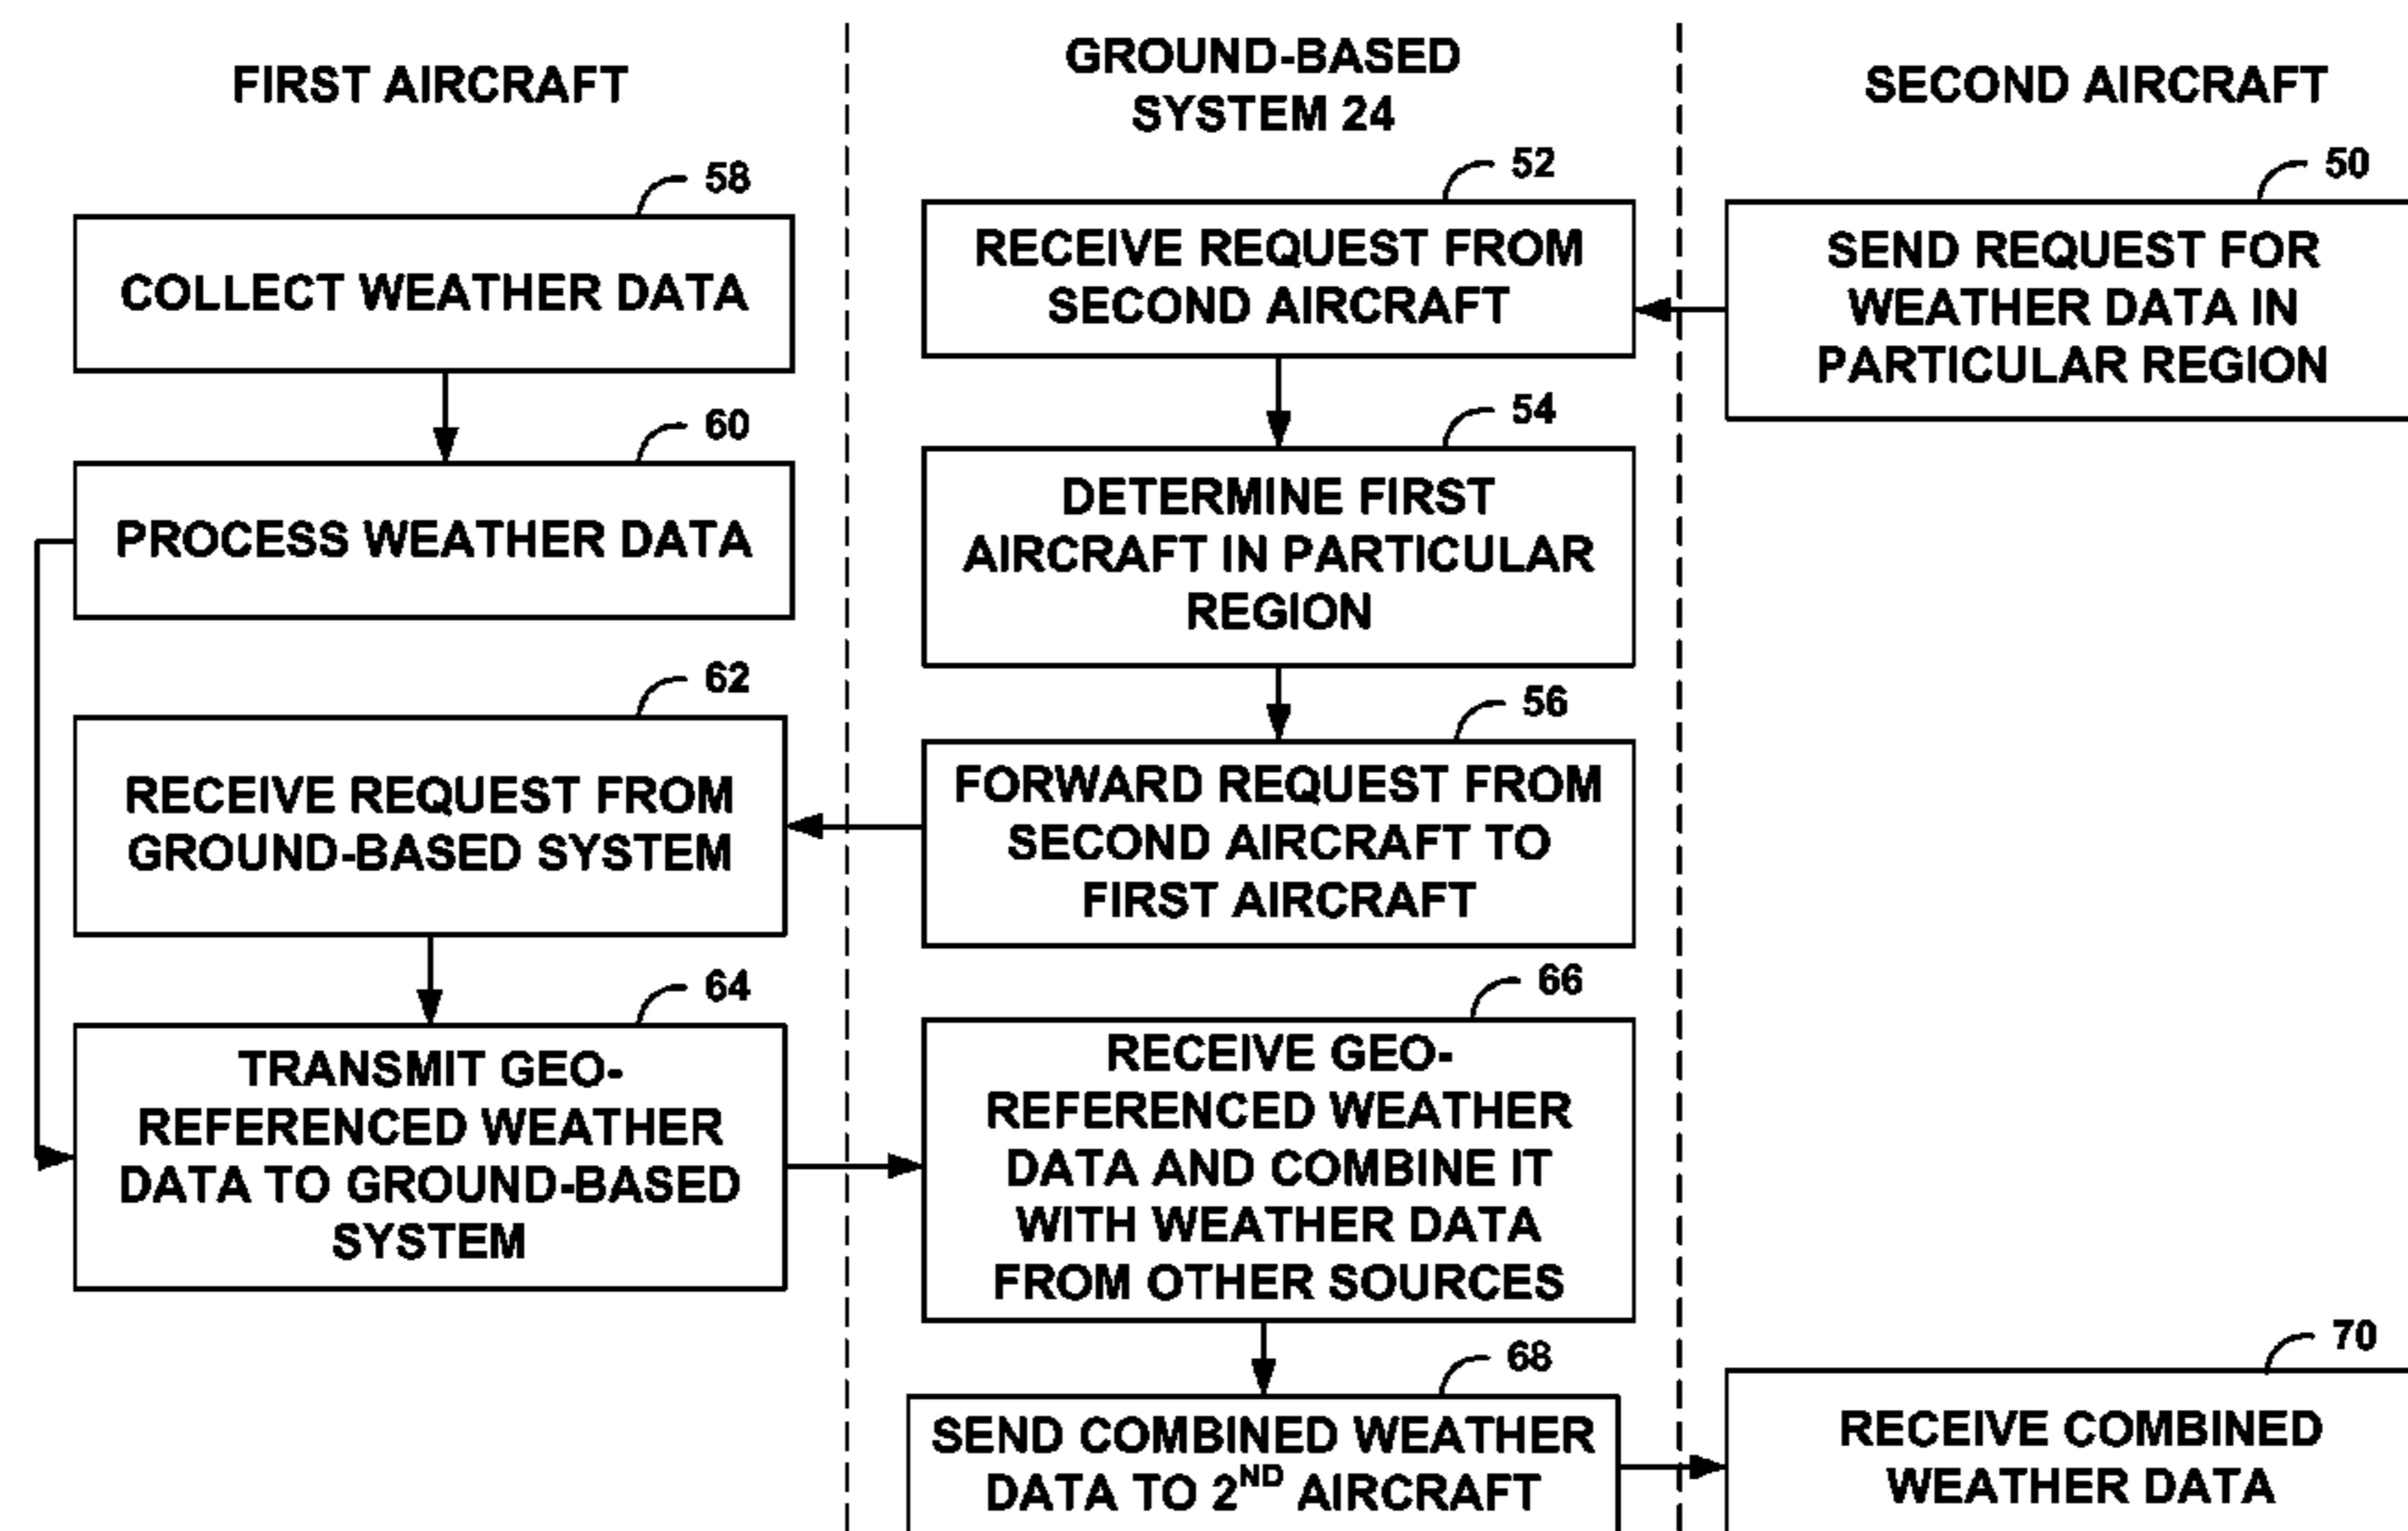 FIRST AIRCRAFT
58
COLLECT WEATHER DATA
60
PROCESS WEATHER DATA
62
RECEIVE REQUEST FROM
GROUND-BASED SYSTEM
64
TRANSMIT GEO-
REFERENCED WEATHER
DATA TO GROUND-BASED
SYSTEM
GROUND-BASED
SYSTEM 24
52
RECEIVE REQUEST FROM
SECOND AIRCRAFT
54
DETERMINE FIRST
AIRCRAFT IN PARTICULAR
REGION
56
FORWARD REQUEST FROM
SECOND AIRCRAFT TO
FIRST AIRCRAFT
66
RECEIVE GEO-
REFERENCED WEATHER
DATA AND COMBINE IT
WITH WEATHER DATA
FROM OTHER SOURCES
68
SEND COMBINED WEATHER
DATA TO 2ND AIRCRAFT
SECOND AIRCRAFT
50
SEND REQUEST FOR
WEATHER DATA IN
PARTICULAR REGION
70
RECEIVE COMBINED
WEATHER DATA